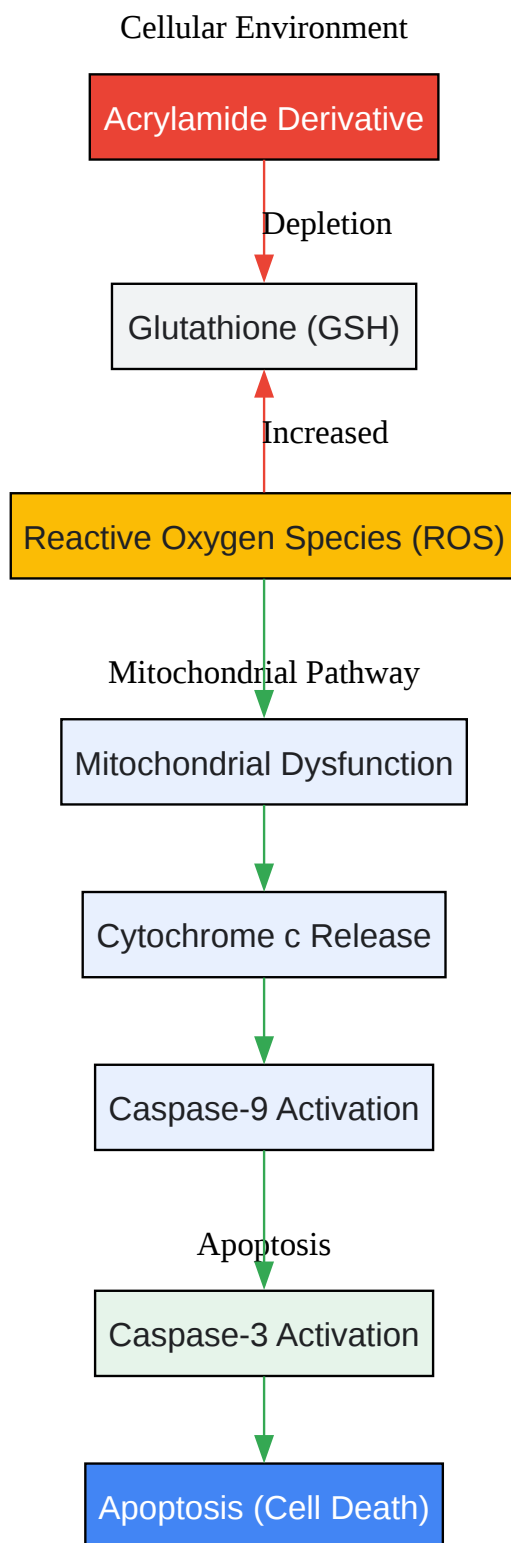 Cellular Environment
Acrylamide Derivative
Depletion
Glutathione (GSH)
Increased
Reactive Oxygen Species (ROS)
Mitochondrial Pathway
Mitochondrial Dysfunction
Cytochrome c Release
Caspase-9 Activation
Apoptosis
Caspase-3 Activation
Apoptosis (Cell Death)